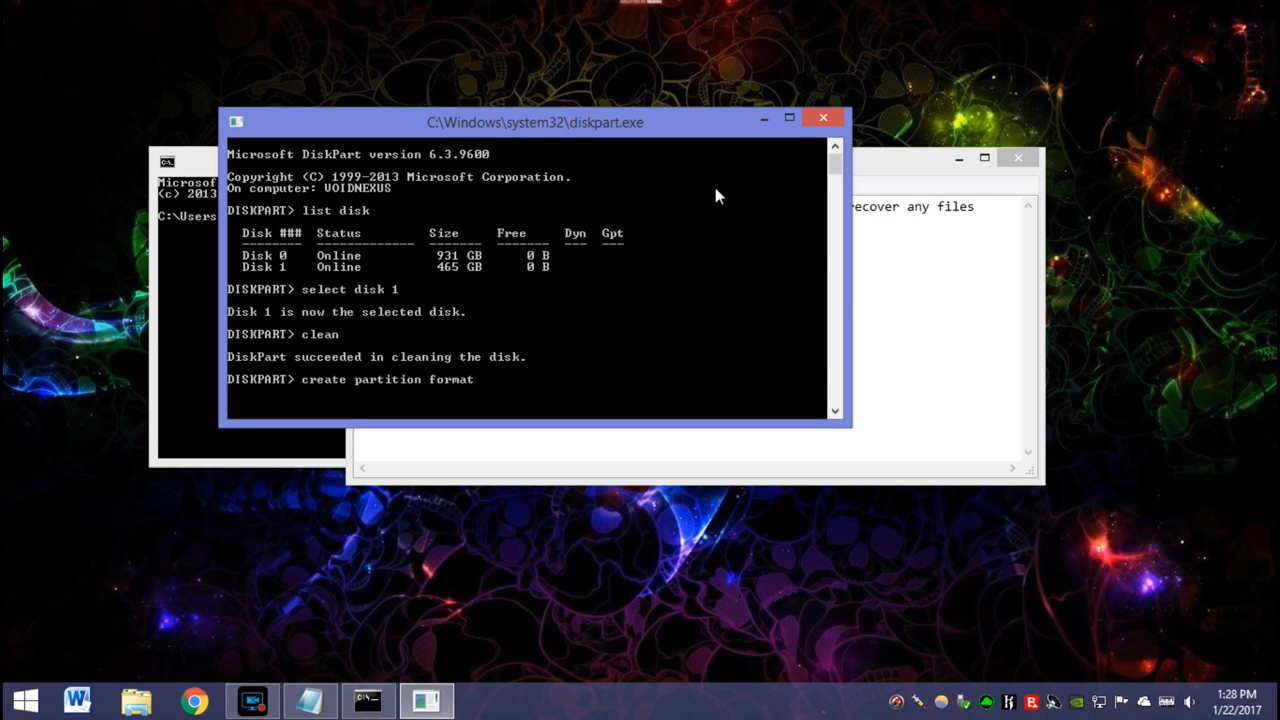 C:\Windows\system32\diskpart.exe
Microsoft DiskPart version 6.3.9600
Copyright (C) 1999-2013 Microsoft Corporation.
On computer: VOIDNEXUS
DISKPART> list disk
Disk ### Status Size Free Dyn Gpt
-------- ------------- ------- ------- --- ---
Disk 0 Online 931 GB 0 B
Disk 1 Online 465 GB 0 B
DISKPART> select disk 1
Disk 1 is now the selected disk.
DISKPART> clean
DiskPart succeeded in cleaning the disk.
DISKPART> create partition format
Microsof
(c) 2013
C:\Users
ecover any files
1:28 PM
1/22/2017